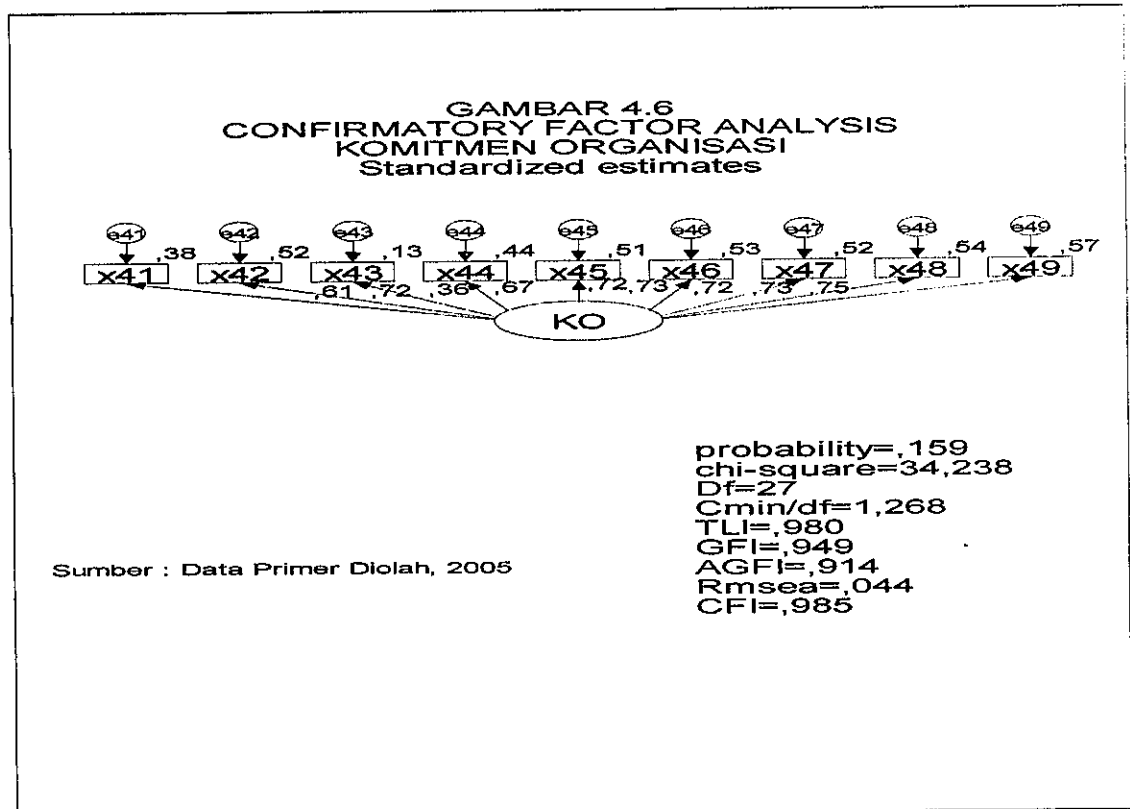 GAMBAR 4.6
CONFIRMATORY FACTOR ANALYSIS
KOMITMEN ORGANISASI
Standardized estimates
e41 e42 e43 e44 e45 e46 e47 e48 e49
,38 ,52 ,13 ,44 ,51 ,53 ,52 ,54 ,57
x41 x42 x43 x44 x45 x46 x47 x48 x49
,61 ,72 ,36 ,67 ,72 ,73 ,72 ,73 ,75
KO
probability=,159
chi-square=34,238
Df=27
Cmin/df=1,268
TLI=,980
GFI=,949
AGFI=,914
Rmsea=,044
CFI=,985
Sumber : Data Primer Diolah, 2005